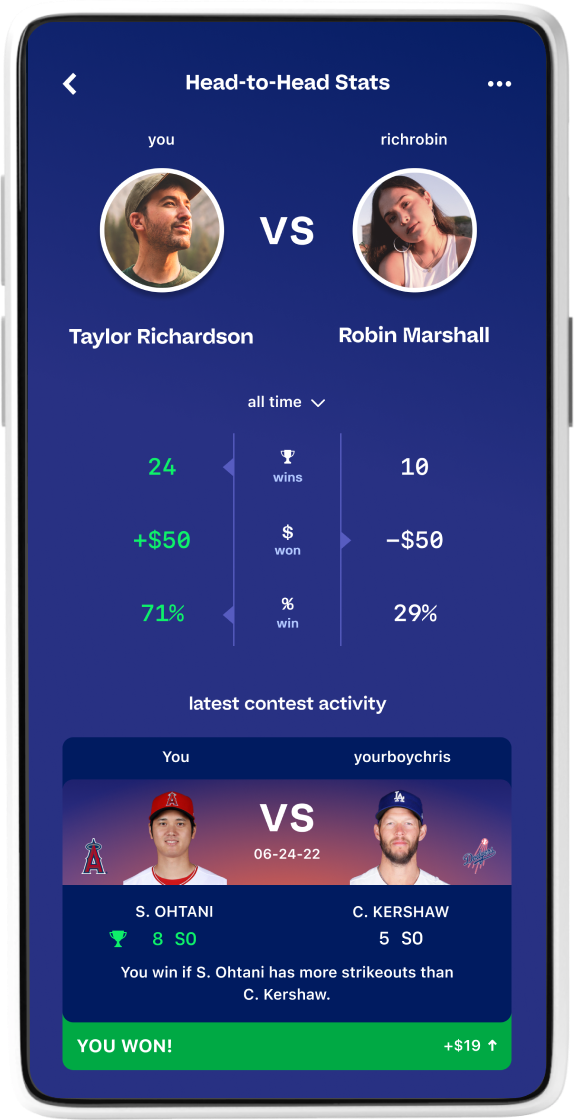 Head-to-Head Stats
you
richrobin
VS
Taylor Richardson
Robin Marshall
all time
24
wins
10
+$50
$
won
−$50
71%
%
win
29%
latest contest activity
You
yourboychris
VS
06-24-22
A
A
LA
Dodgers
S. OHTANI
C. KERSHAW
8 SO
5 SO
You win if S. Ohtani has more strikeouts than
C. Kershaw.
YOU WON!
+$19